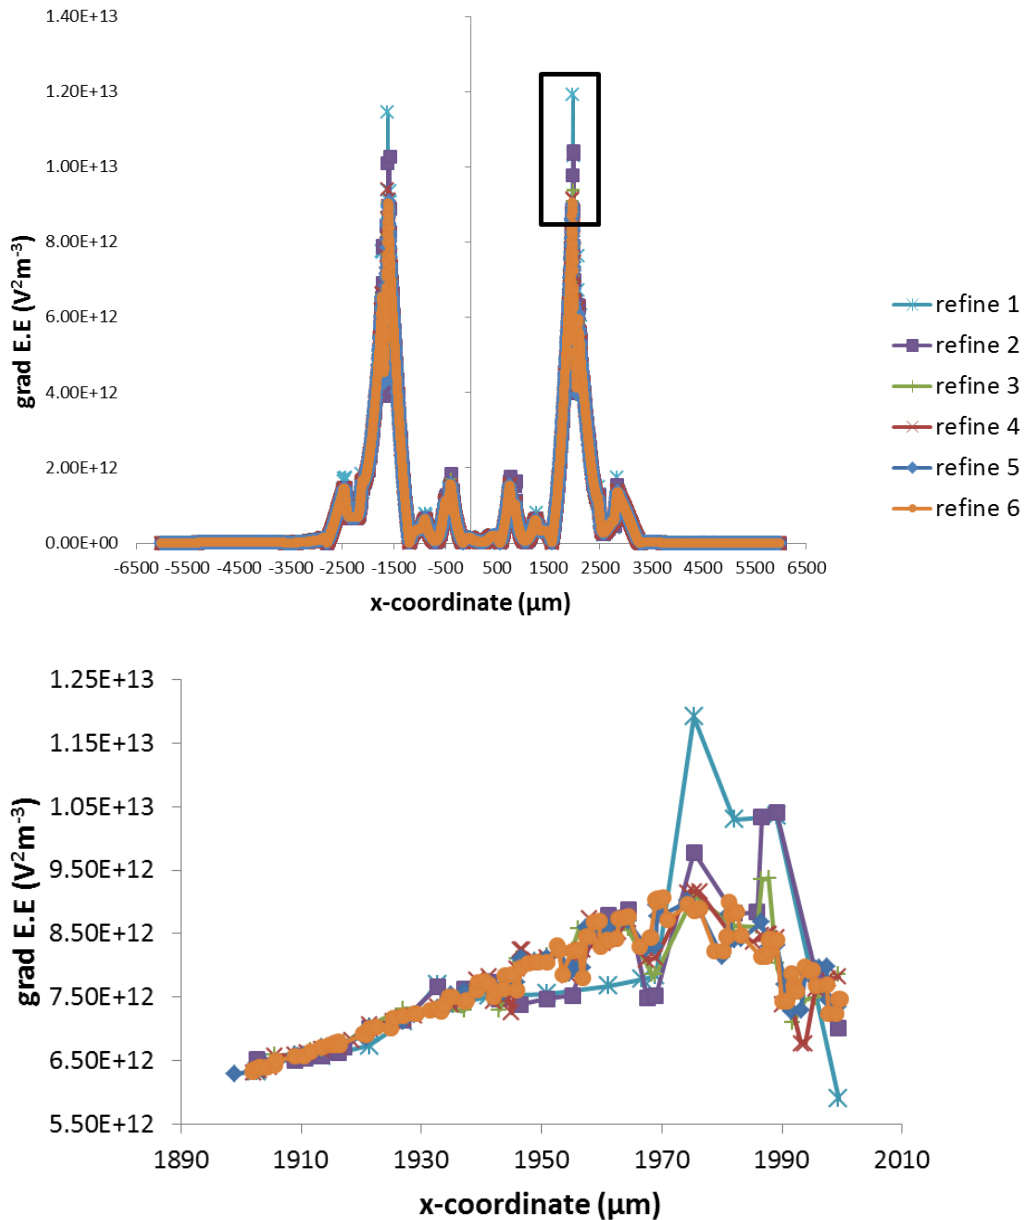 1.40E+13
1.20E+13
1.00E+13
8.00E+12
6.00E+12
4.00E+12
2.00E+12
0.00E+00
grad E.E (V²m⁻³)
-6500 -5500 -4500 -3500 -2500 -1500 -500 500 1500 2500 3500 4500 5500 6500
x-coordinate (µm)
refine 1
refine 2
refine 3
refine 4
refine 5
refine 6
1.25E+13
1.15E+13
1.05E+13
9.50E+12
8.50E+12
7.50E+12
6.50E+12
5.50E+12
grad E.E (V²m⁻³)
1890 1910 1930 1950 1970 1990 2010
x-coordinate (µm)